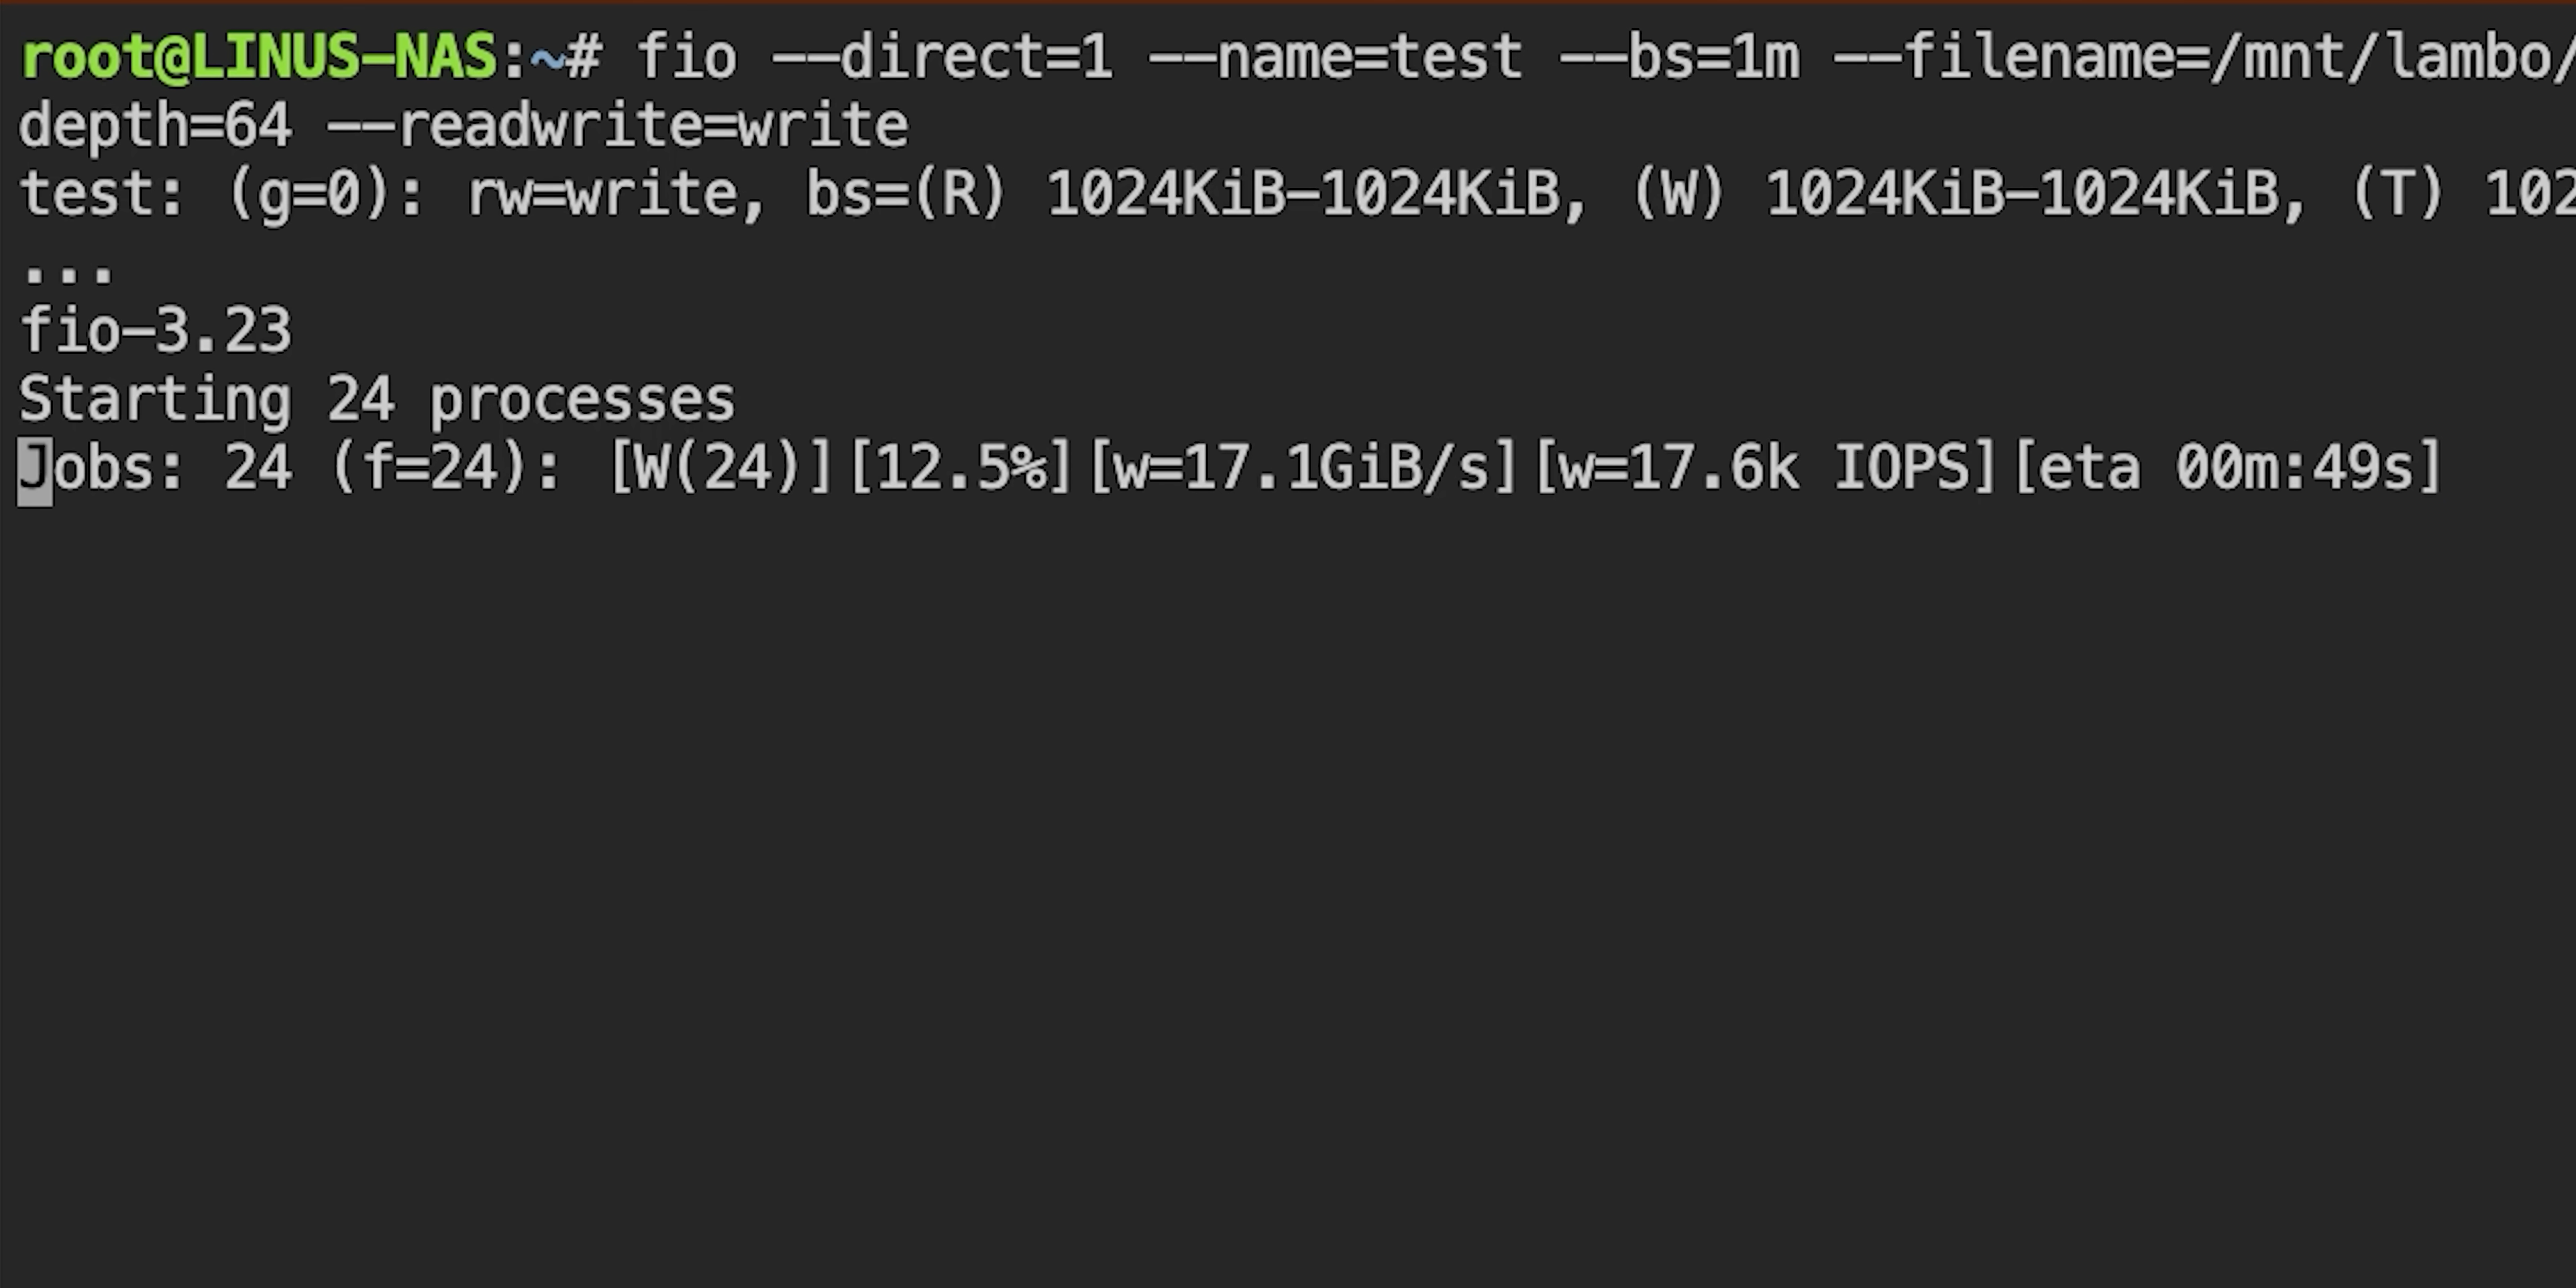 root@LINUS-NAS:~# fio --direct=1 --name=test --bs=1m --filename=/mnt/lambo/
depth=64 --readwrite=write
test: (g=0): rw=write, bs=(R) 1024KiB-1024KiB, (W) 1024KiB-1024KiB, (T) 102
...
fio-3.23
Starting 24 processes
Jobs: 24 (f=24): [W(24)][12.5%][w=17.1GiB/s][w=17.6k IOPS][eta 00m:49s]